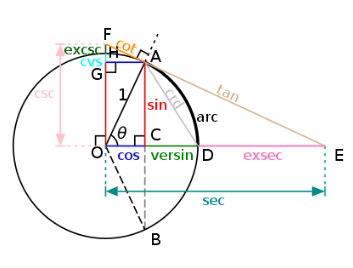 F
excsc
H
cot
A
cvs
G
csc
1
sin
crd
arc
tan
θ
O
C
cos
versin
D
exsec
E
sec
B